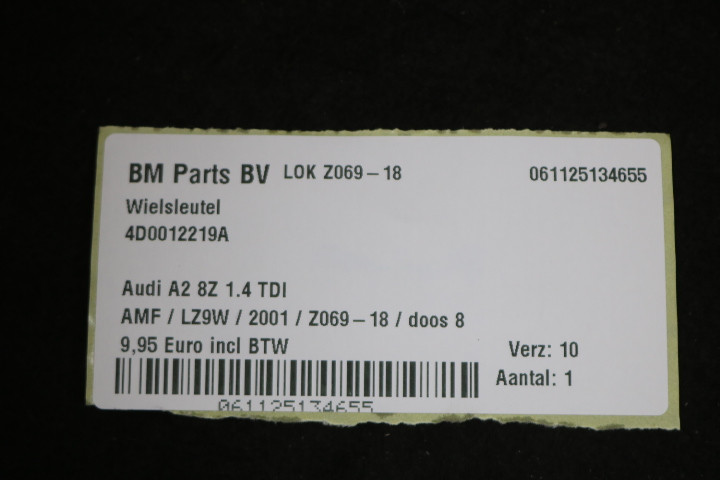 BM Parts BV LOK Z069-18 061125134655
Wielsleutel
4D0012219A
Audi A2 8Z 1.4 TDI
AMF / LZ9W / 2001 / Z069-18 / doos 8
9,95 Euro incl BTW Verz: 10
Aantal: 1
061125134655